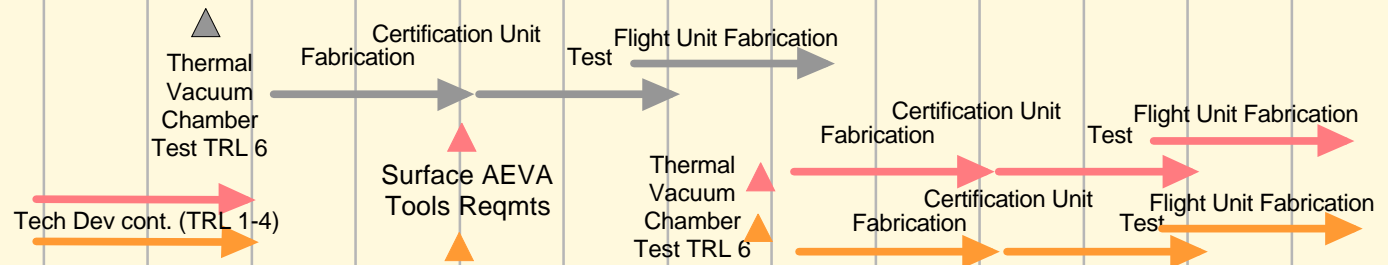 Certification Unit
Flight Unit Fabrication
Fabrication
Test
Thermal
Vacuum
Chamber
Test TRL 6
Certification Unit
Flight Unit Fabrication
Fabrication
Test
Surface AEVA
Tools Reqmts
Thermal
Vacuum
Chamber
Test TRL 6
Certification Unit
Flight Unit Fabrication
Fabrication
Test
Tech Dev cont. (TRL 1-4)